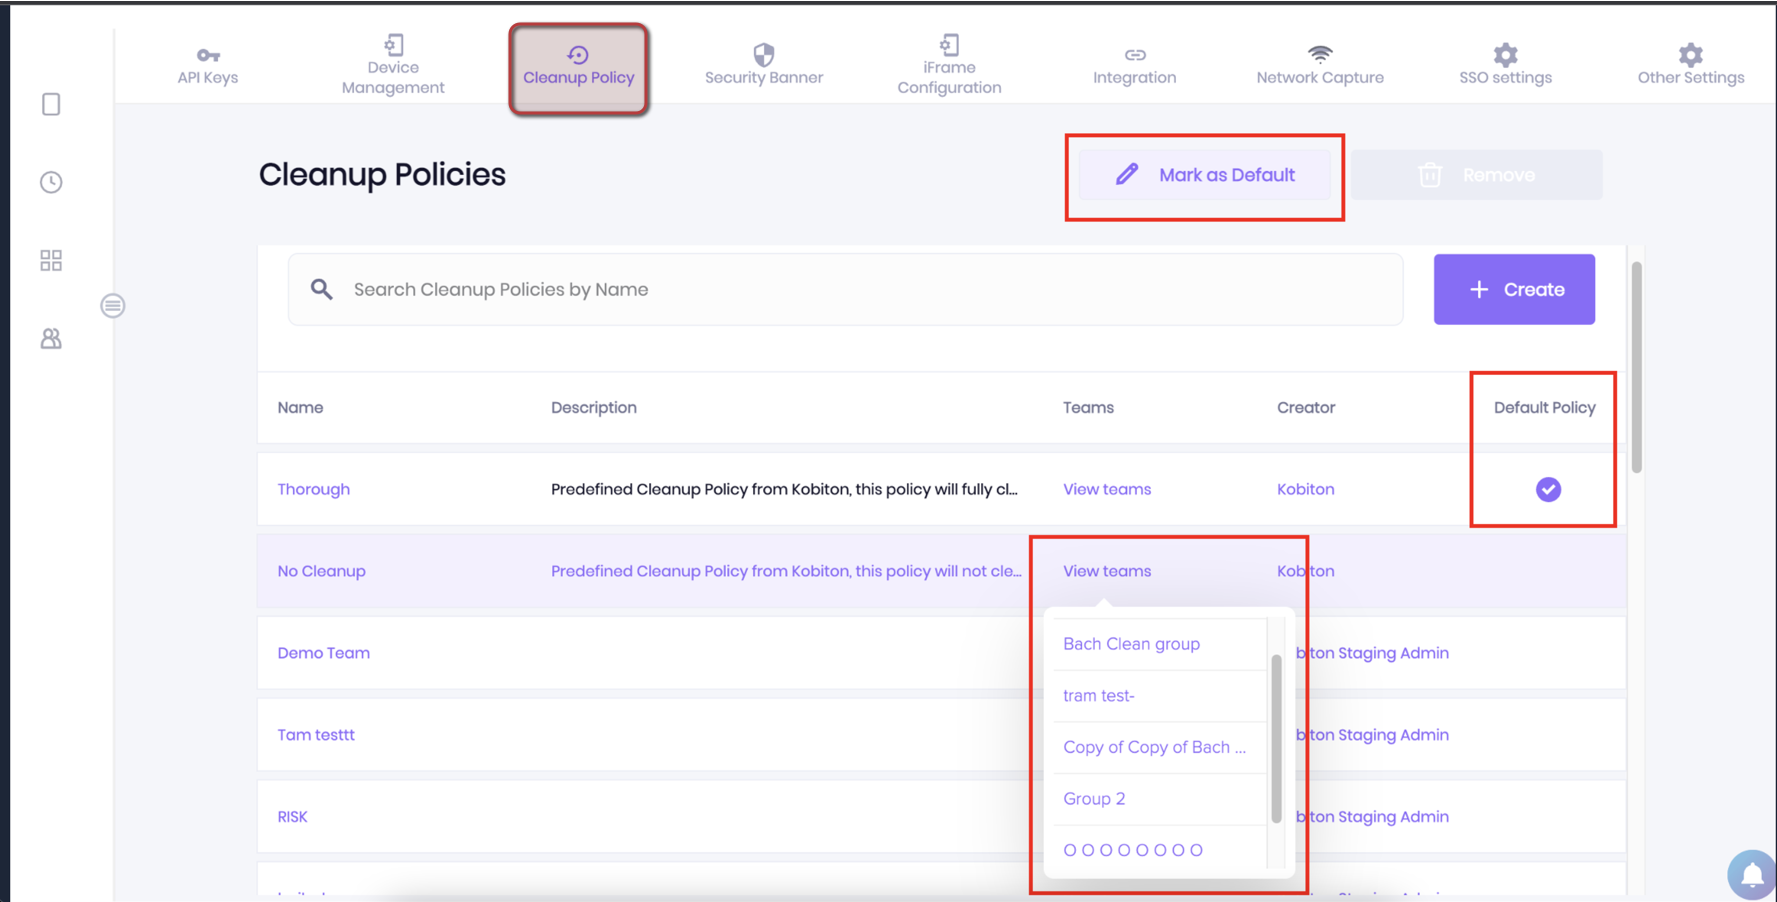 API Keys
Device
Management
Cleanup Policy
Security Banner
iFrame
Configuration
Integration
Network Capture
SSO settings
Other Settings
Cleanup Policies
Mark as Default
Remove
Search Cleanup Policies by Name
+ Create
Name Description Teams Creator Default Policy
Thorough Predefined Cleanup Policy from Kobiton, this policy will fully cl... View teams Kobiton
No Cleanup Predefined Cleanup Policy from Kobiton, this policy will not cle... View teams Kobiton
Bach Clean group
Demo Team biton Staging Admin
tram test-
Tam testtt biton Staging Admin
Copy of Copy of Bach ...
Group 2
RISK biton Staging Admin
O O O O O O O O